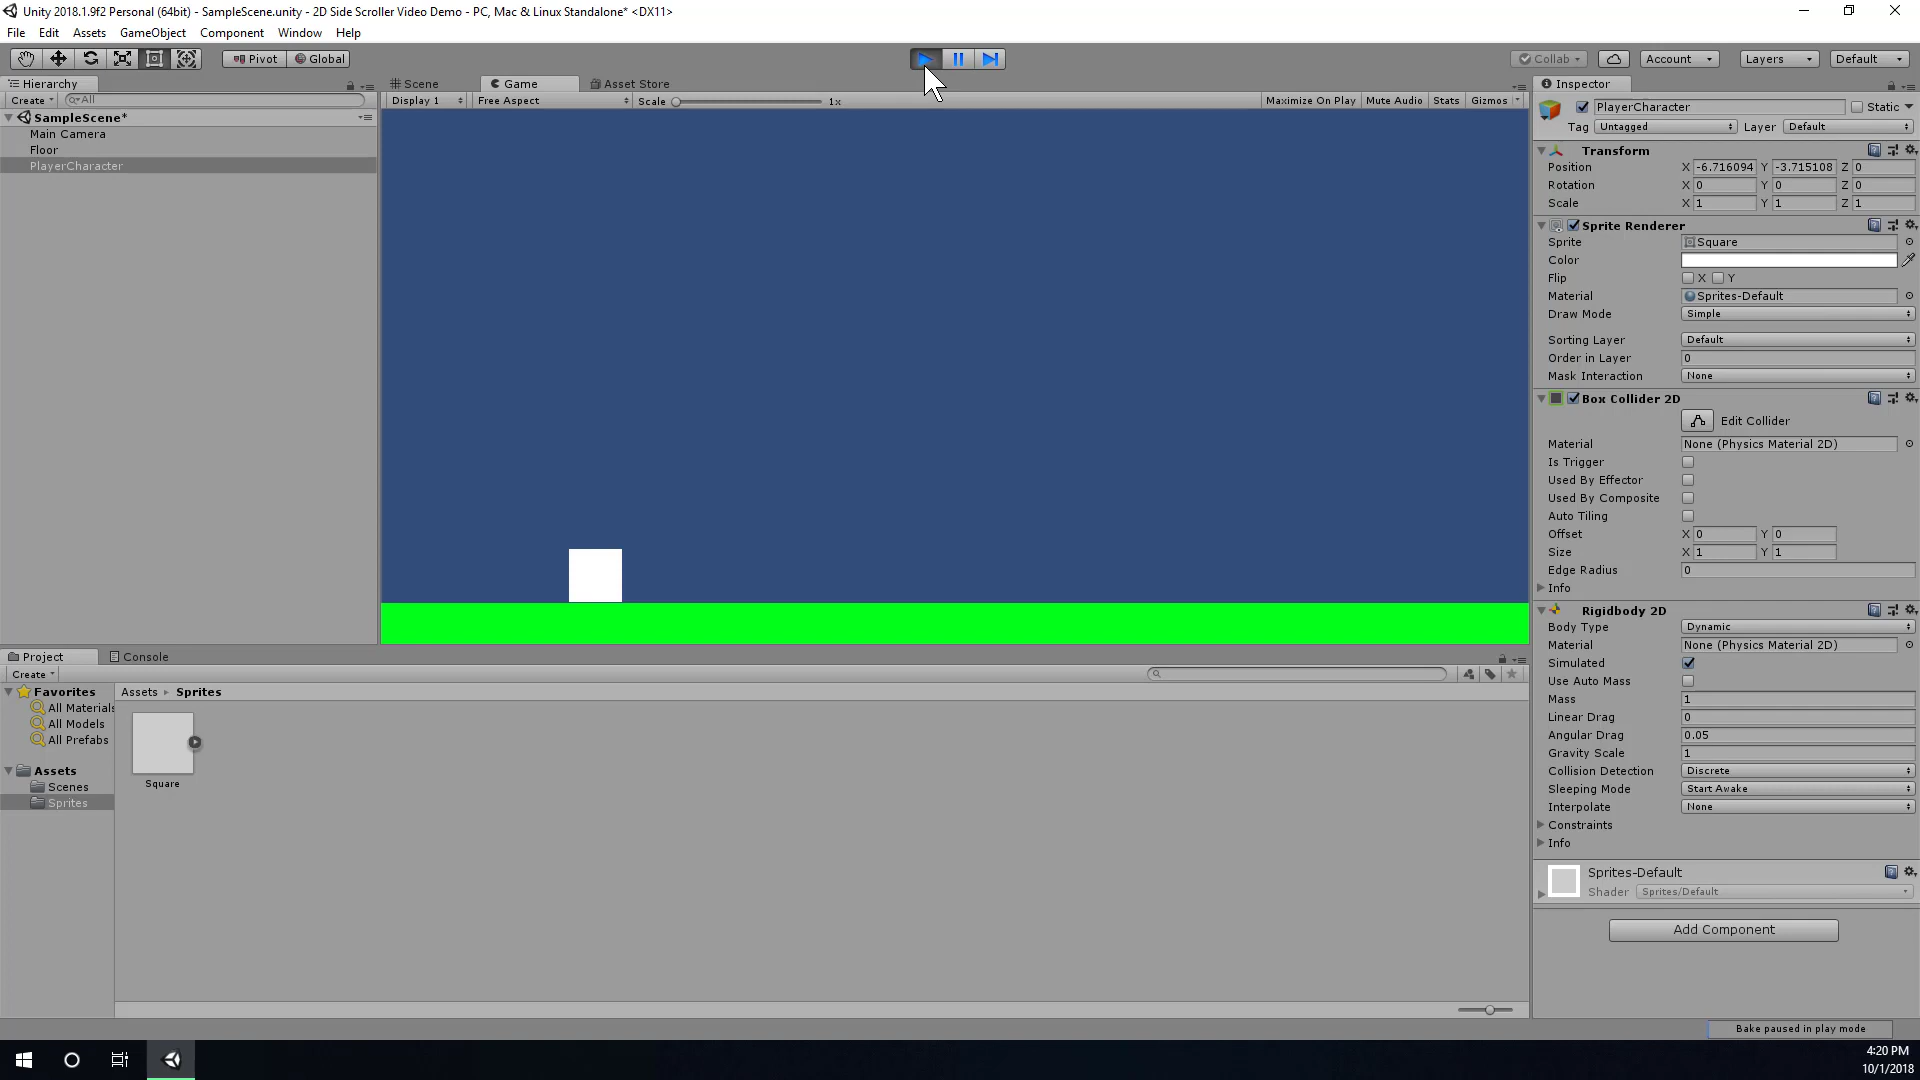 Unity 2018.1.9f2 Personal (64bit) - SampleScene.unity - 2D Side Scroller Video Demo - PC, Mac & Linux Standalone* <DX11>
File Edit Assets GameObject Component Window Help
Pivot Global Collab Account Layers Default
Hierarchy
Create All
SampleScene*
Main Camera
Floor
PlayerCharacter
Scene Game Asset Store
Display 1 Free Aspect Scale 1x Maximize On Play Mute Audio Stats Gizmos
Inspector
PlayerCharacter Static
Tag Untagged Layer Default
Transform
Position X -6.716094 Y -3.715108 Z 0
Rotation X 0 Y 0 Z 0
Scale X 1 Y 1 Z 1
Sprite Renderer
Sprite Square
Color
Flip X Y
Material Sprites-Default
Draw Mode Simple
Sorting Layer Default
Order in Layer 0
Mask Interaction None
Box Collider 2D
Edit Collider
Material None (Physics Material 2D)
Is Trigger
Used By Effector
Used By Composite
Auto Tiling
Offset X 0 Y 0
Size X 1 Y 1
Edge Radius 0
Info
Rigidbody 2D
Body Type Dynamic
Material None (Physics Material 2D)
Simulated
Use Auto Mass
Mass 1
Linear Drag 0
Angular Drag 0.05
Gravity Scale 1
Collision Detection Discrete
Sleeping Mode Start Awake
Interpolate None
Constraints
Info
Sprites-Default
Shader Sprites/Default
Add Component
Project Console
Create
Favorites
All Materials
All Models
All Prefabs
Assets
Scenes
Sprites
Assets Sprites
Square
Bake paused in play mode
4:20 PM
10/1/2018